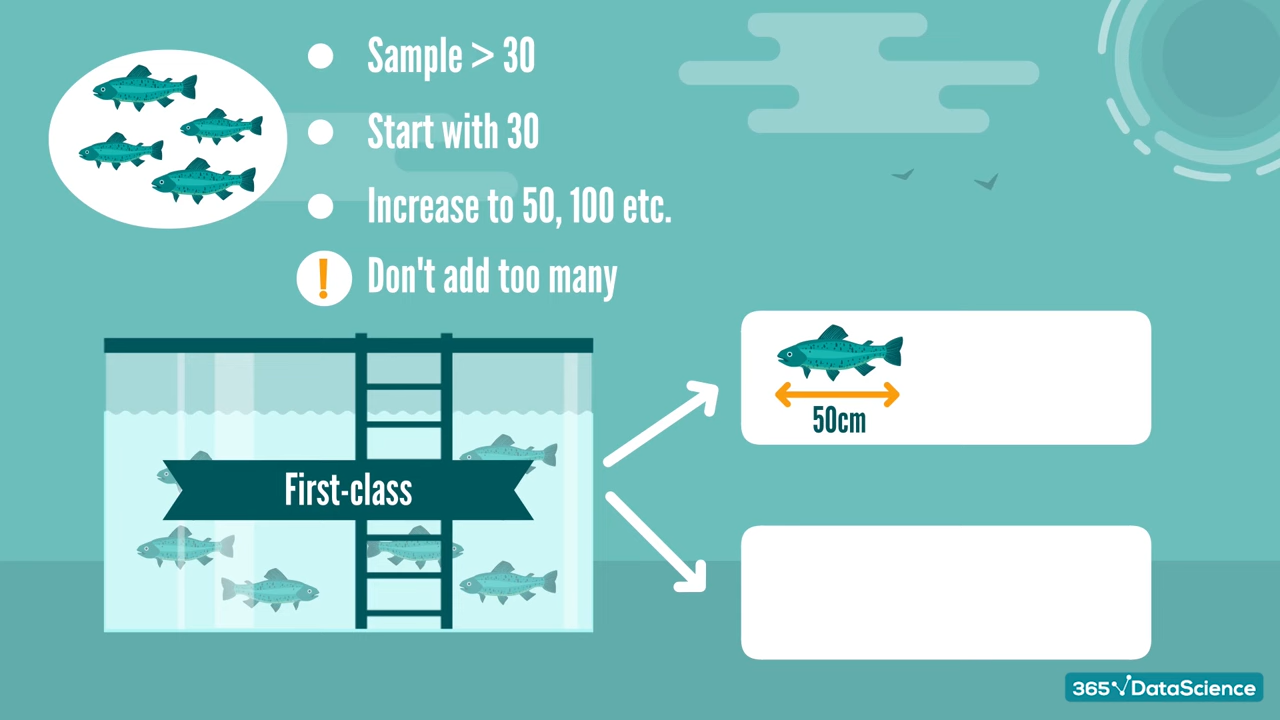 Sample > 30
Start with 30
Increase to 50, 100 etc.
! Don't add too many
First-class
50cm
365 DataScience